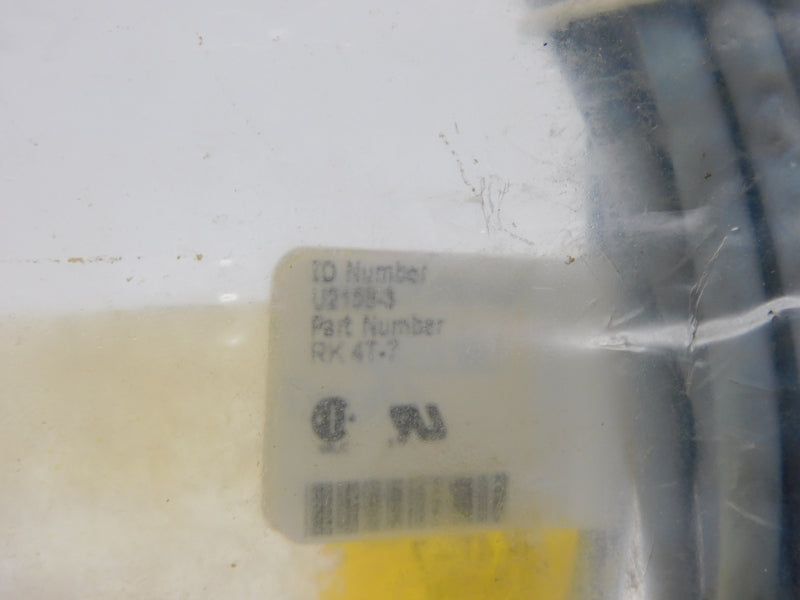 ID Number
U2159-3
Part Number
RK 4T-7